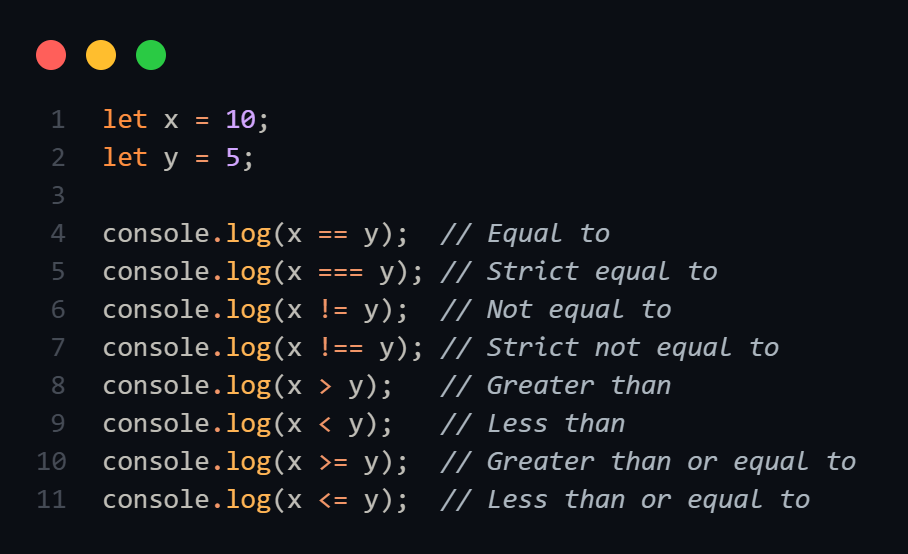 1 let x = 10;
2 let y = 5;
3
4 console.log(x == y);  // Equal to
5 console.log(x === y); // Strict equal to
6 console.log(x != y);  // Not equal to
7 console.log(x !== y); // Strict not equal to
8 console.log(x > y);   // Greater than
9 console.log(x < y);   // Less than
10 console.log(x >= y);  // Greater than or equal to
11 console.log(x <= y);  // Less than or equal to